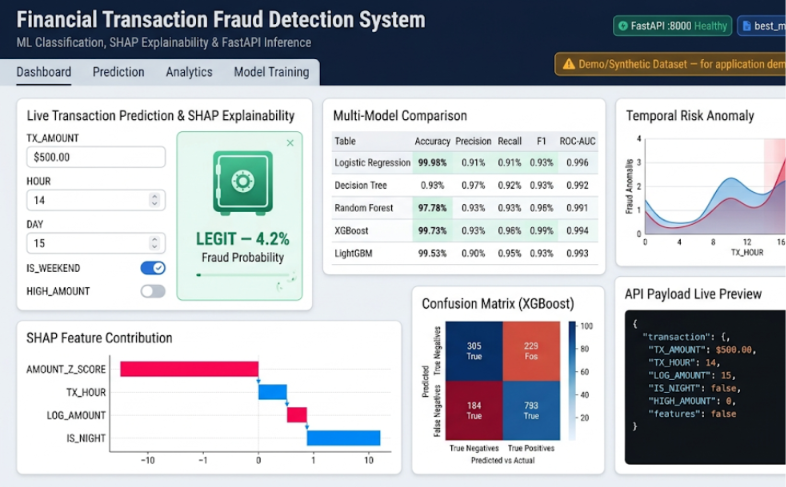 Financial Transaction Fraud Detection System
ML Classification, SHAP Explainability & FastAPI Inference
FastAPI :8000 Healthy
best_m
Dashboard Prediction Analytics Model Training
Demo/Synthetic Dataset — for application dem
Live Transaction Prediction & SHAP Explainability
TX_AMOUNT
$500.00
HOUR
14
DAY
15
IS_WEEKEND
HIGH_AMOUNT
LEGIT — 4.2%
Fraud Probability
Multi-Model Comparison
Table Accuracy Precision Recall F1 ROC-AUC
Logistic Regression 99.98% 0.91% 0.91% 0.93% 0.996
Decision Tree 0.93% 0.97% 0.92% 0.93% 0.992
Random Forest 97.78% 0.93% 0.93% 0.96% 0.991
XGBoost 99.73% 0.93% 0.96% 0.99% 0.994
LightGBM 99.53% 0.90% 0.95% 0.93% 0.993
Temporal Risk Anomaly
Fraud Anomalis
4
3
2
1
0
0 4 8 12 16
TX_HOUR
SHAP Feature Contribution
AMOUNT_Z_SCORE
TX_HOUR
LOG_AMOUNT
IS_NIGHT
-10 -1 0 1 10
Confusion Matrix (XGBoost)
Predicted
True Negatives
False Negatives
305
True
229
Fos
184
True
793
True
100
80
60
40
20
True Negatives True Positives
Predicted vs Actual
API Payload Live Preview
{
"transaction": {,
"TX_AMOUNT": $500.00,
"TX_HOUR": 14,
"LOG_AMOUNT": 15,
"IS_NIGHT": false,
"HIGH_AMOUNT": 0,
"features": false
}